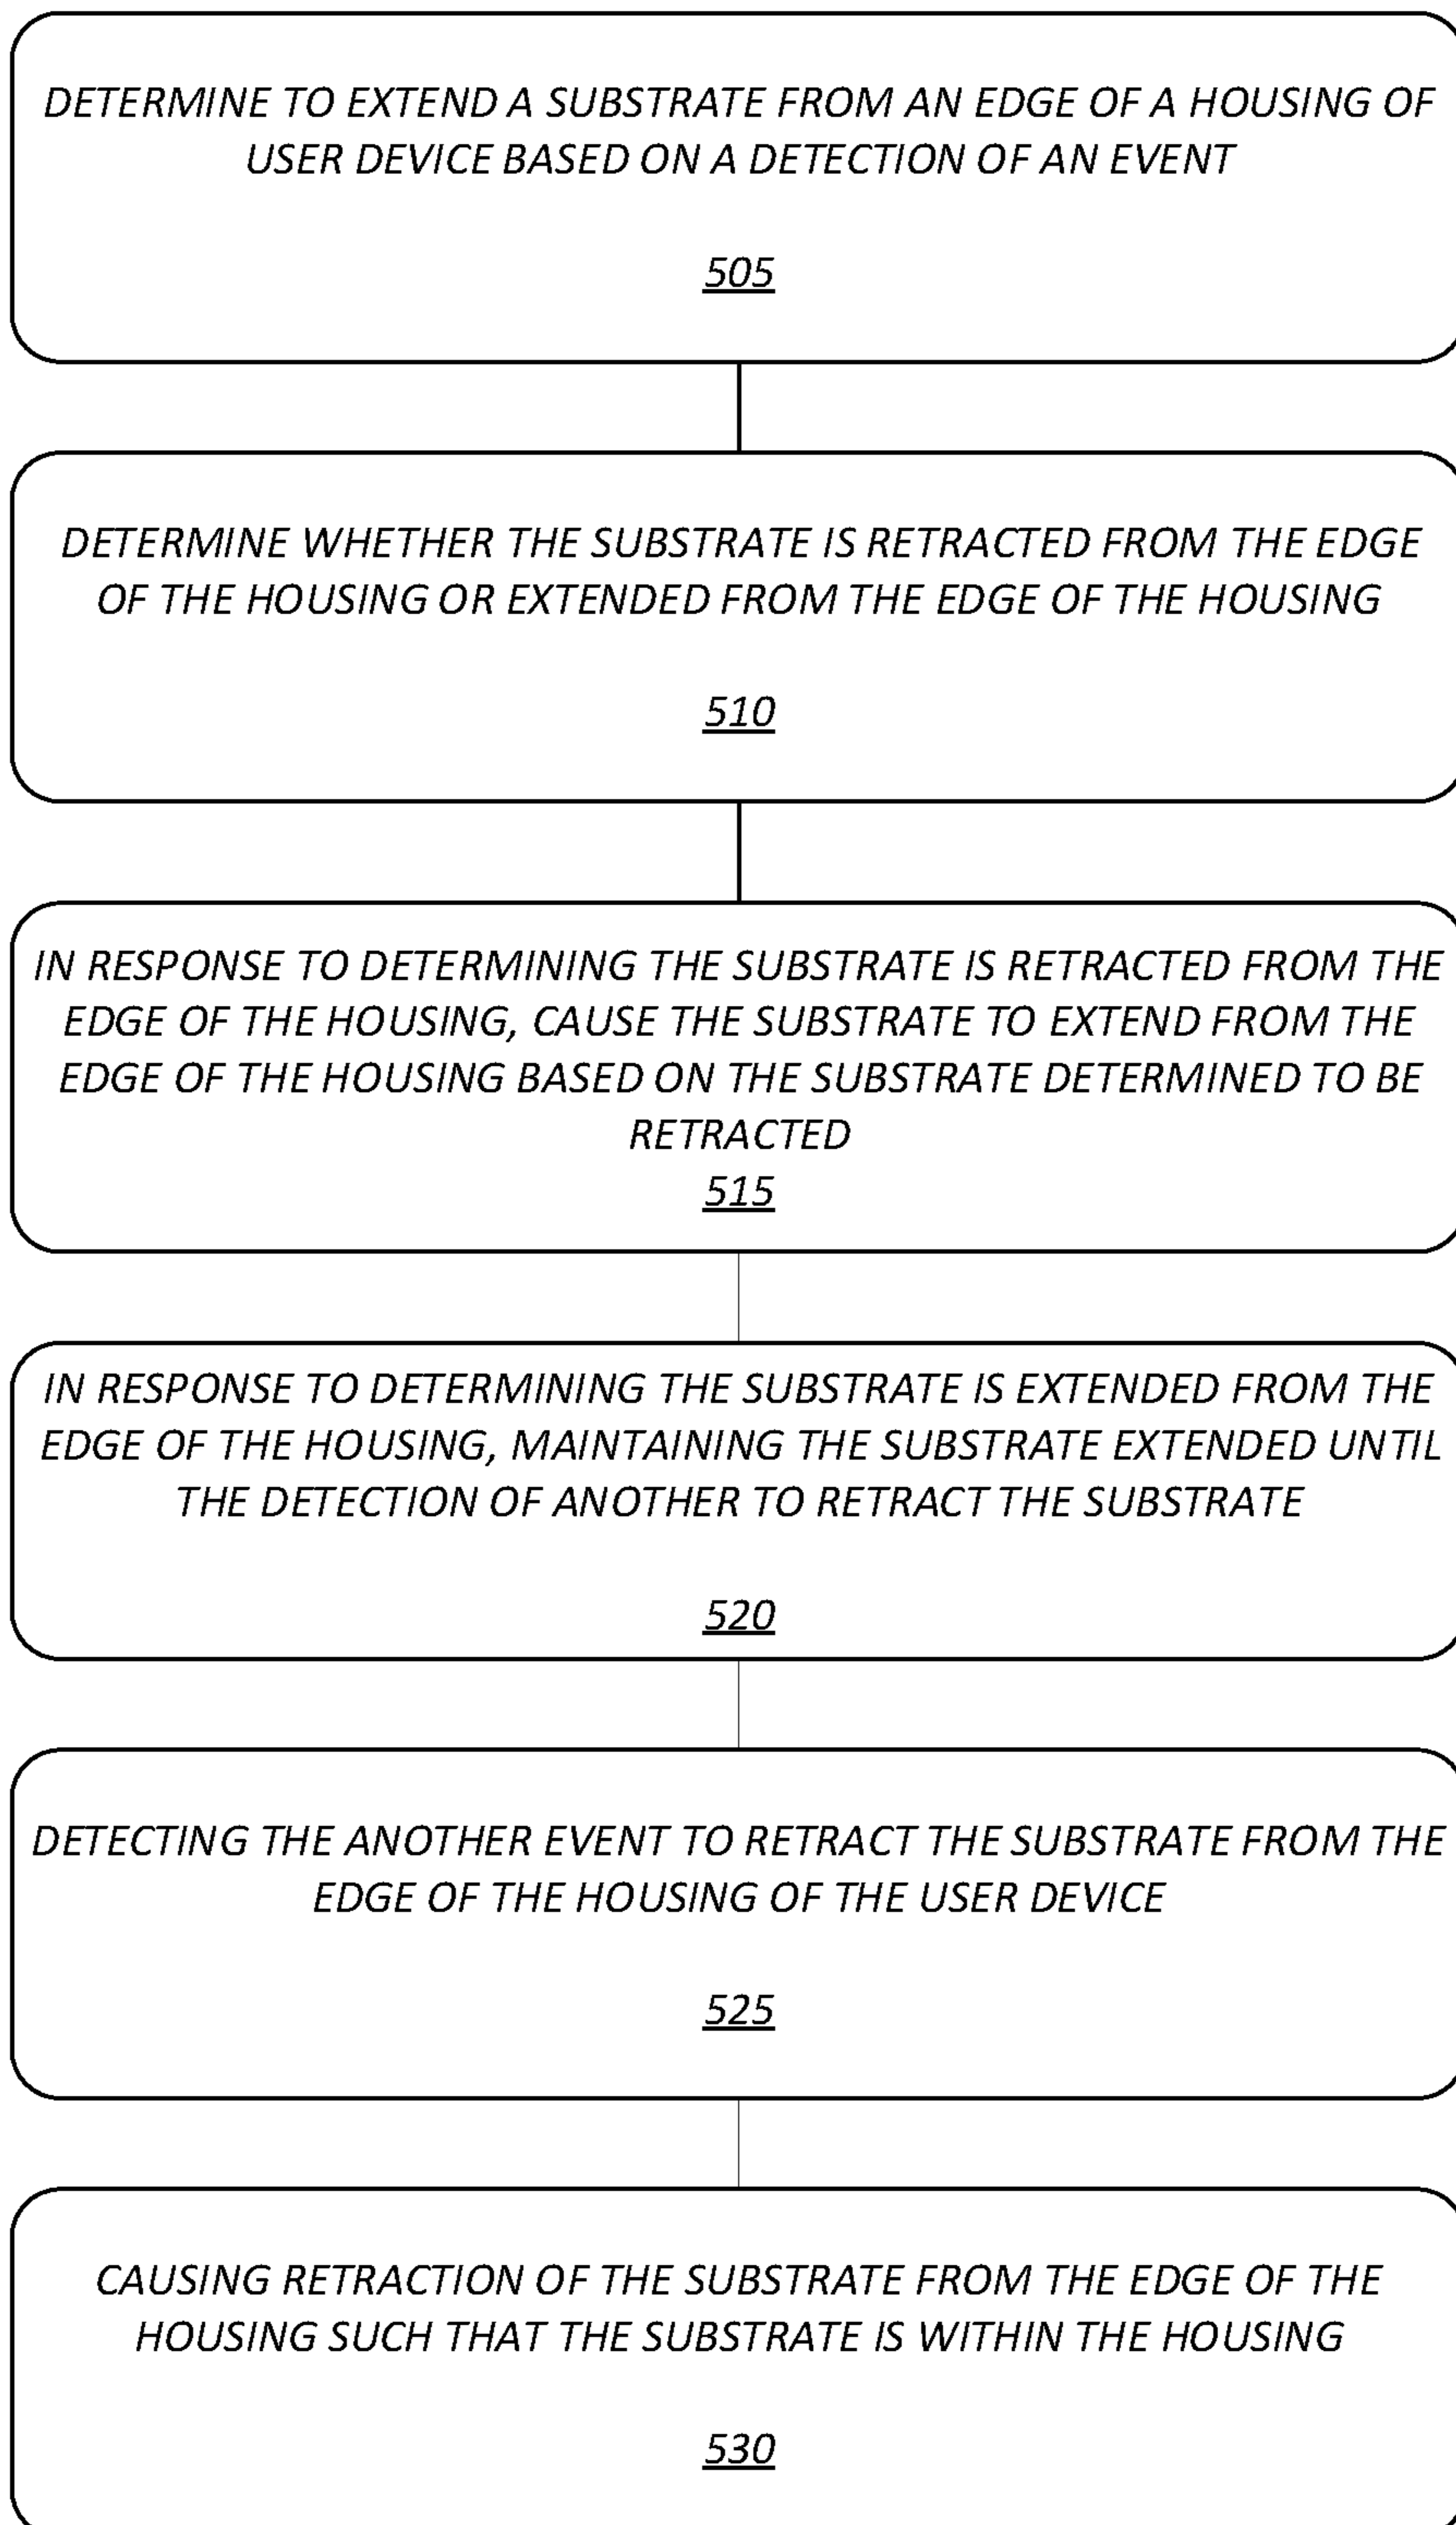 DETERMINE TO EXTEND A SUBSTRATE FROM AN EDGE OF A HOUSING OF
USER DEVICE BASED ON A DETECTION OF AN EVENT
505
DETERMINE WHETHER THE SUBSTRATE IS RETRACTED FROM THE EDGE
OF THE HOUSING OR EXTENDED FROM THE EDGE OF THE HOUSING
510
IN RESPONSE TO DETERMINING THE SUBSTRATE IS RETRACTED FROM THE
EDGE OF THE HOUSING, CAUSE THE SUBSTRATE TO EXTEND FROM THE
EDGE OF THE HOUSING BASED ON THE SUBSTRATE DETERMINED TO BE
RETRACTED
515
IN RESPONSE TO DETERMINING THE SUBSTRATE IS EXTENDED FROM THE
EDGE OF THE HOUSING, MAINTAINING THE SUBSTRATE EXTENDED UNTIL
THE DETECTION OF ANOTHER TO RETRACT THE SUBSTRATE
520
DETECTING THE ANOTHER EVENT TO RETRACT THE SUBSTRATE FROM THE
EDGE OF THE HOUSING OF THE USER DEVICE
525
CAUSING RETRACTION OF THE SUBSTRATE FROM THE EDGE OF THE
HOUSING SUCH THAT THE SUBSTRATE IS WITHIN THE HOUSING
530